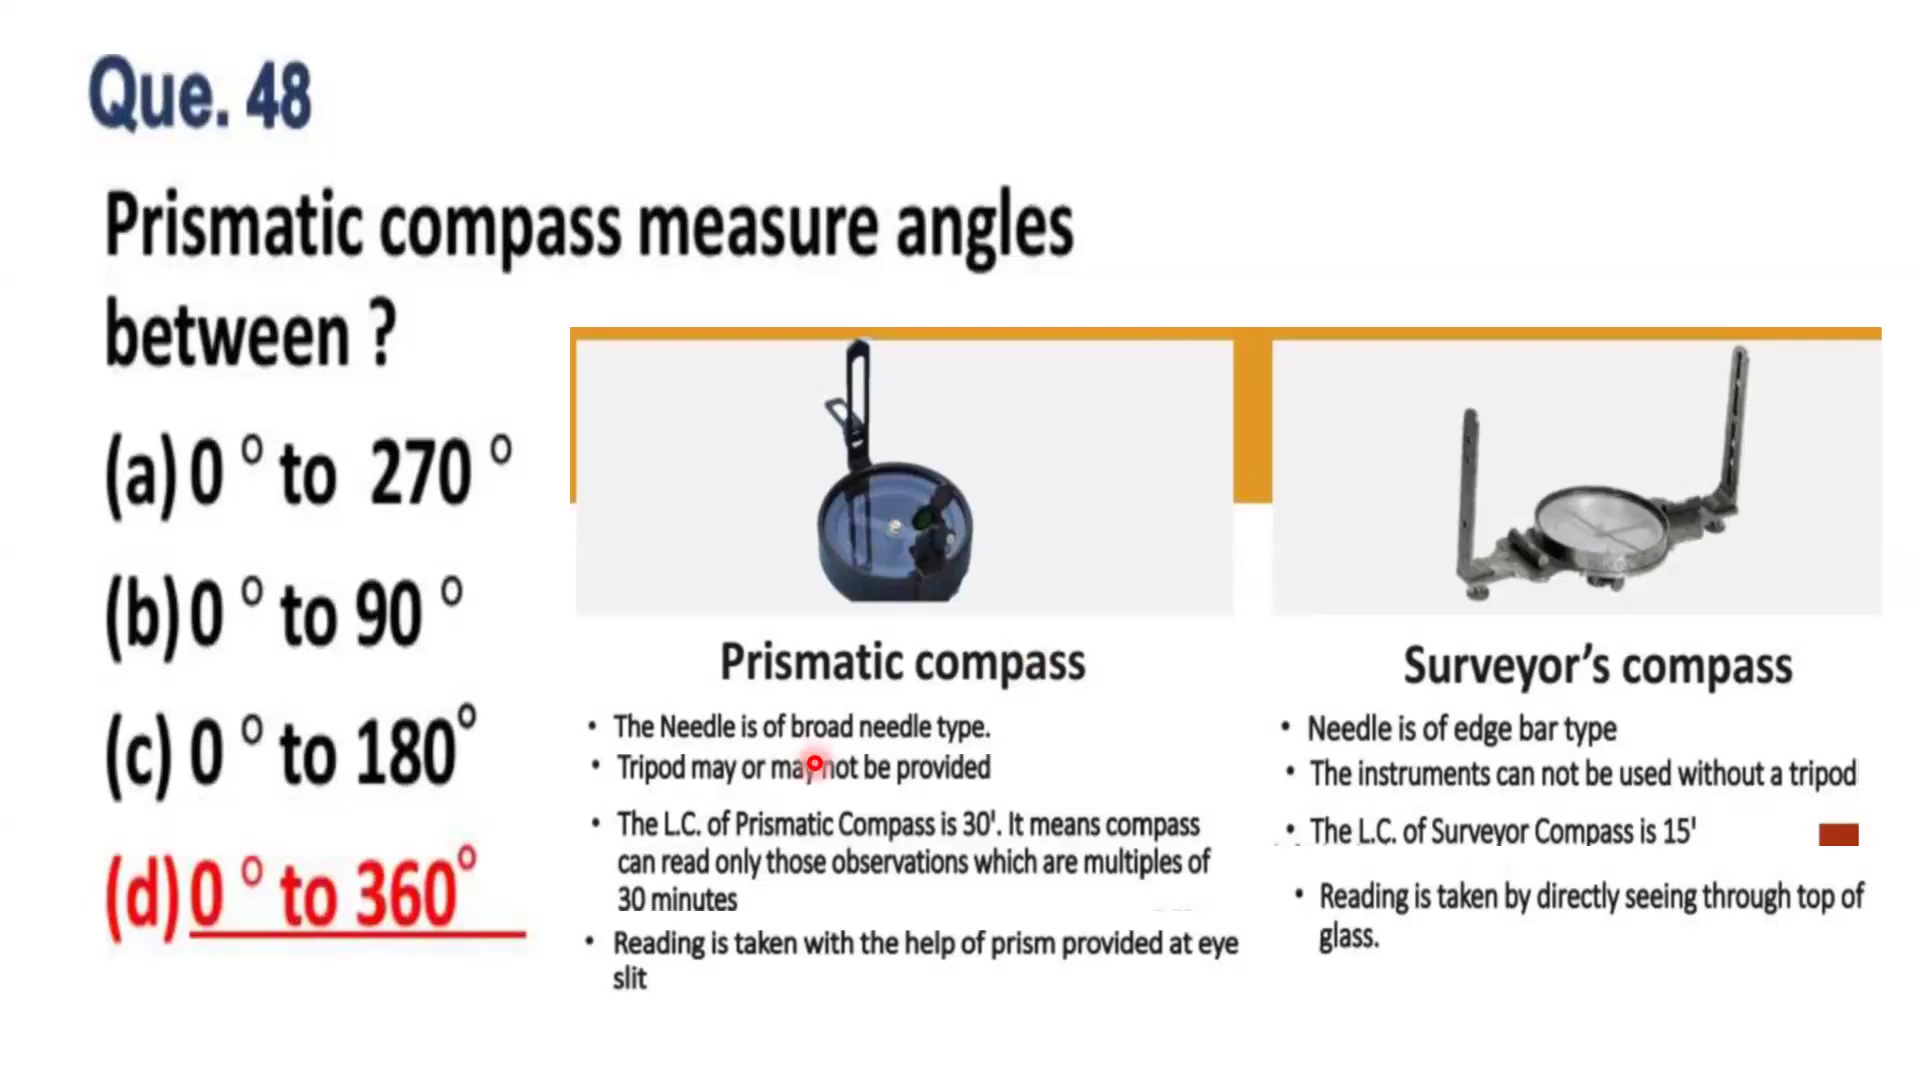 Que. 48
Prismatic compass measure angles
between ?
(a) 0 ° to 270 °
(b) 0 ° to 90 °
(c) 0 ° to 180°
(d) 0 ° to 360°
Prismatic compass
• The Needle is of broad needle type.
• Tripod may or may not be provided
• The L.C. of Prismatic Compass is 30'. It means compass
can read only those observations which are multiples of
30 minutes
• Reading is taken with the help of prism provided at eye
slit
Surveyor’s compass
• Needle is of edge bar type
• The instruments can not be used without a tripod
• The L.C. of Surveyor Compass is 15'
• Reading is taken by directly seeing through top of
glass.